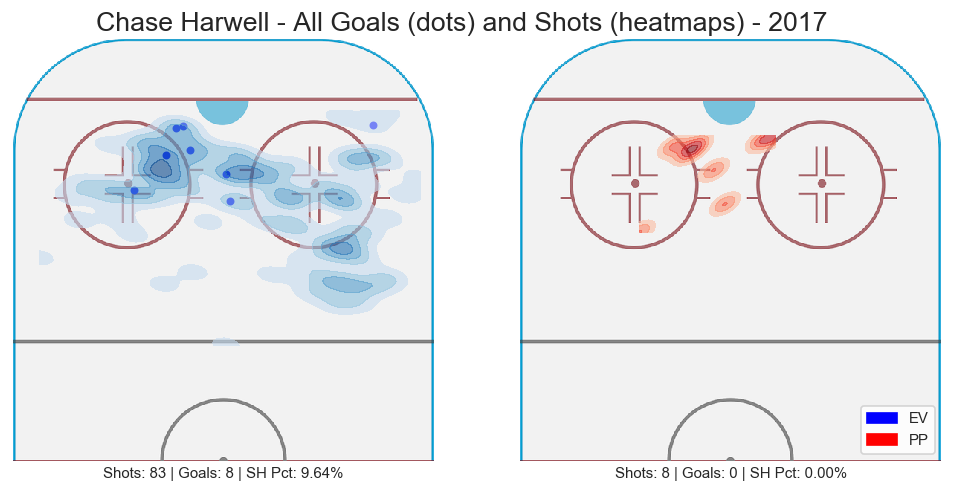 Chase Harwell - All Goals (dots) and Shots (heatmaps) - 2017
EV
PP
Shots: 83 | Goals: 8 | SH Pct: 9.64%
Shots: 8 | Goals: 0 | SH Pct: 0.00%